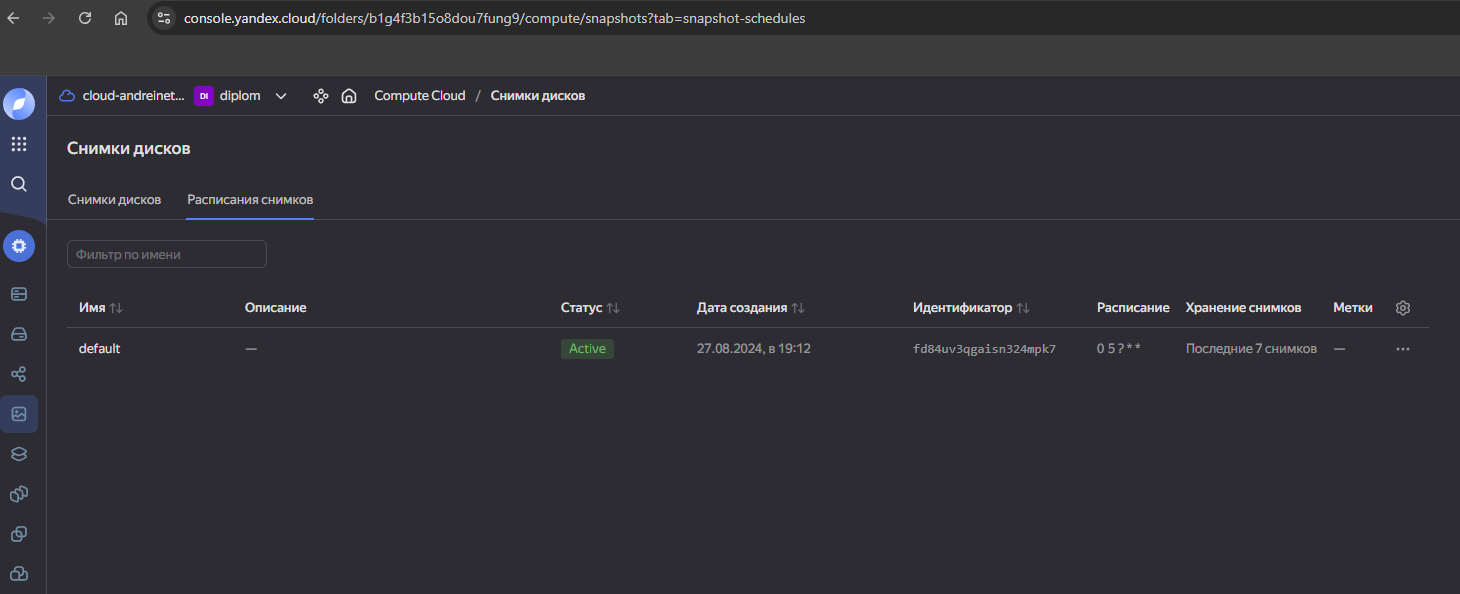 console.yandex.cloud/folders/b1g4f3b15o8dou7fung9/compute/snapshots?tab=snapshot-schedules
cloud-andreinet... DI diplom Compute Cloud / Снимки дисков
Снимки дисков
Снимки дисков Расписания снимков
Фильтр по имени
Имя Описание Статус Дата создания Идентификатор Расписание Хранение снимков Метки
default — Active 27.08.2024, в 19:12 fd84uv3qgaisn324mpk7 0 5 ? * * Последние 7 снимков —